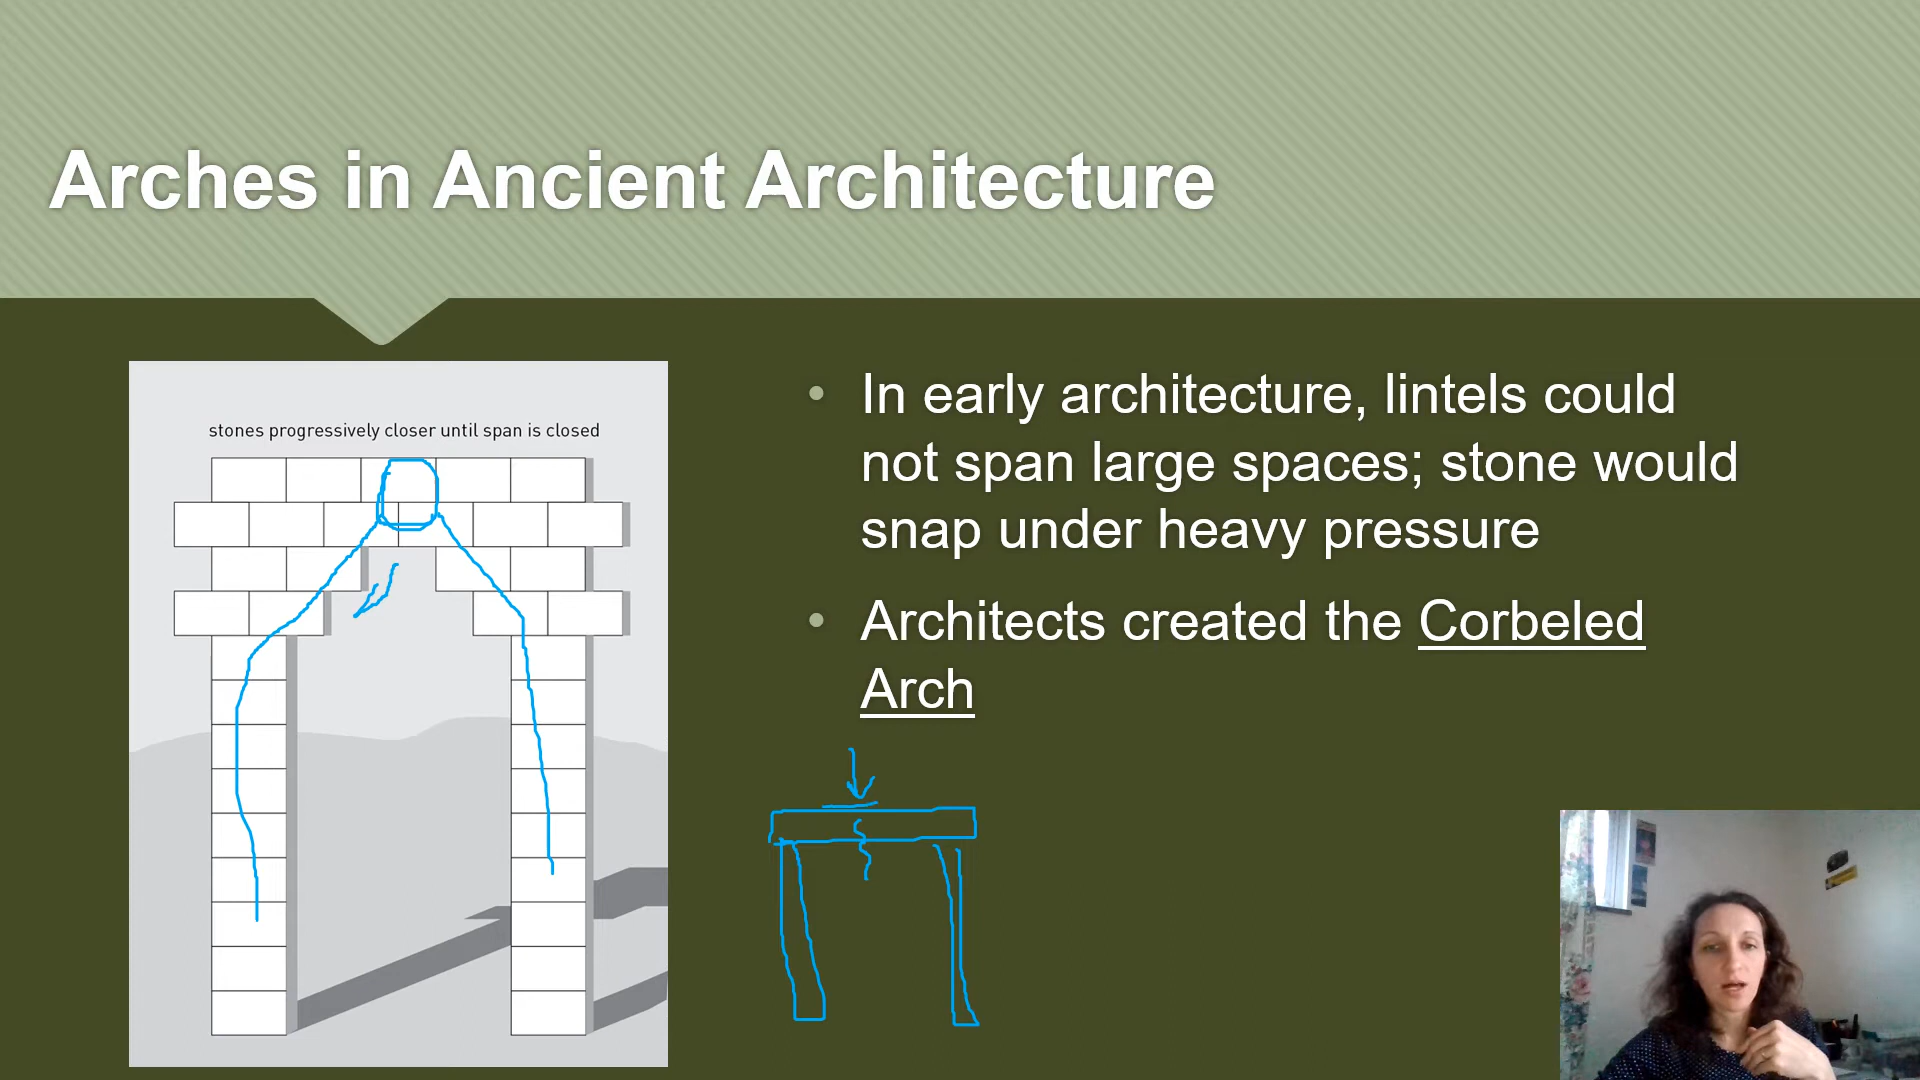 Arches in Ancient Architecture
stones progressively closer until span is closed
• In early architecture, lintels could
not span large spaces; stone would
snap under heavy pressure
• Architects created the Corbeled
Arch